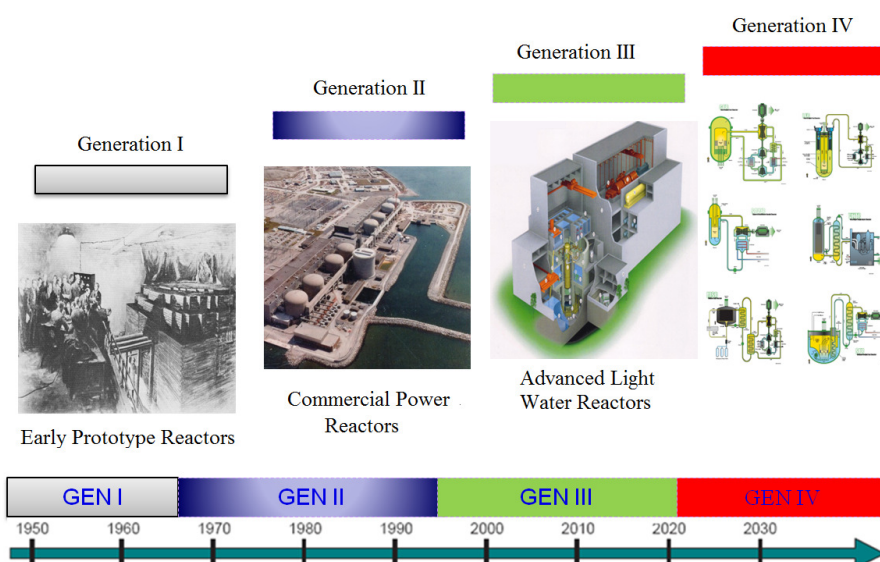 Generation I
Generation II
Generation III
Generation IV
Early Prototype Reactors
Commercial Power
Reactors
Advanced Light
Water Reactors
GEN I
GEN II
GEN III
GEN IV
1950
1960
1970
1980
1990
2000
2010
2020
2030